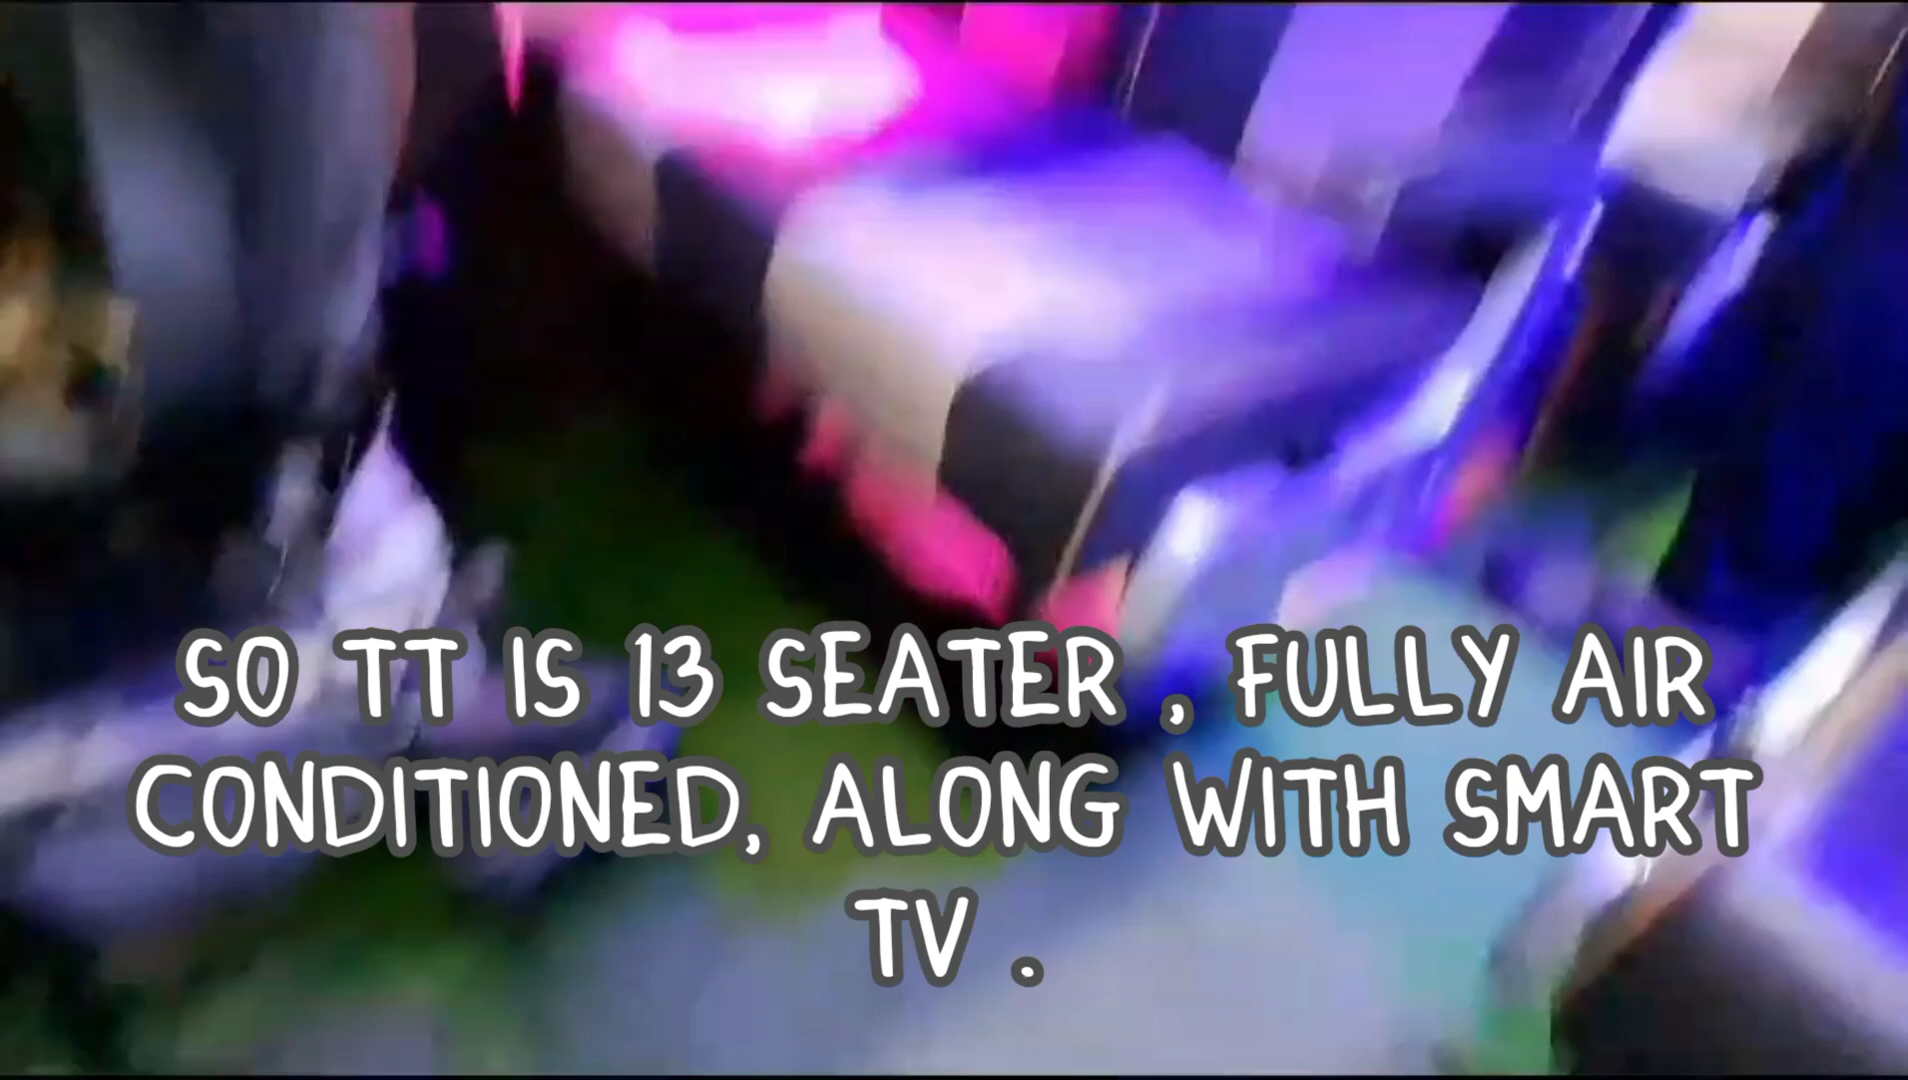 SO TT IS 13 SEATER , FULLY AIR
CONDITIONED, ALONG WITH SMART
TV .